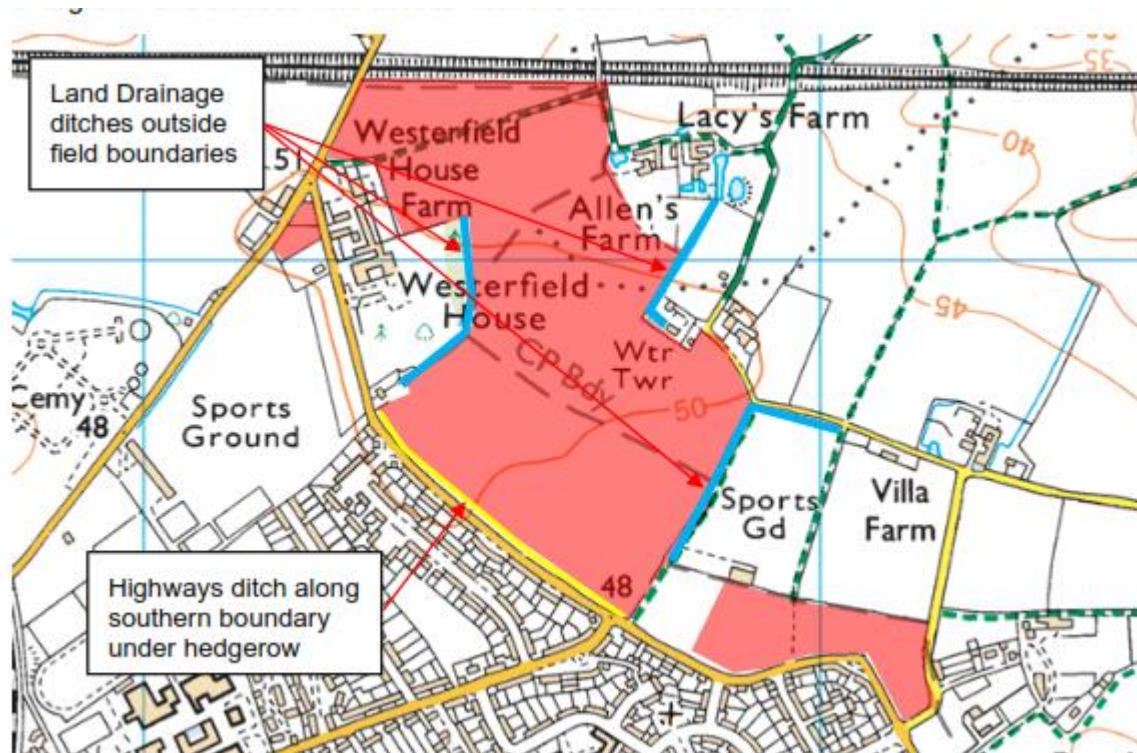 Land Drainage
ditches outside
field boundaries
Westerfield
House
Farm
Lacy's Farm
Allen's
Farm
Westerfield
House
CP Bdy
Wtr
Twr
Sports
Ground
Cemy
48
50
48
Sports
Gd
Villa
Farm
40
45
35
51
Highways ditch along
southern boundary
under hedgerow